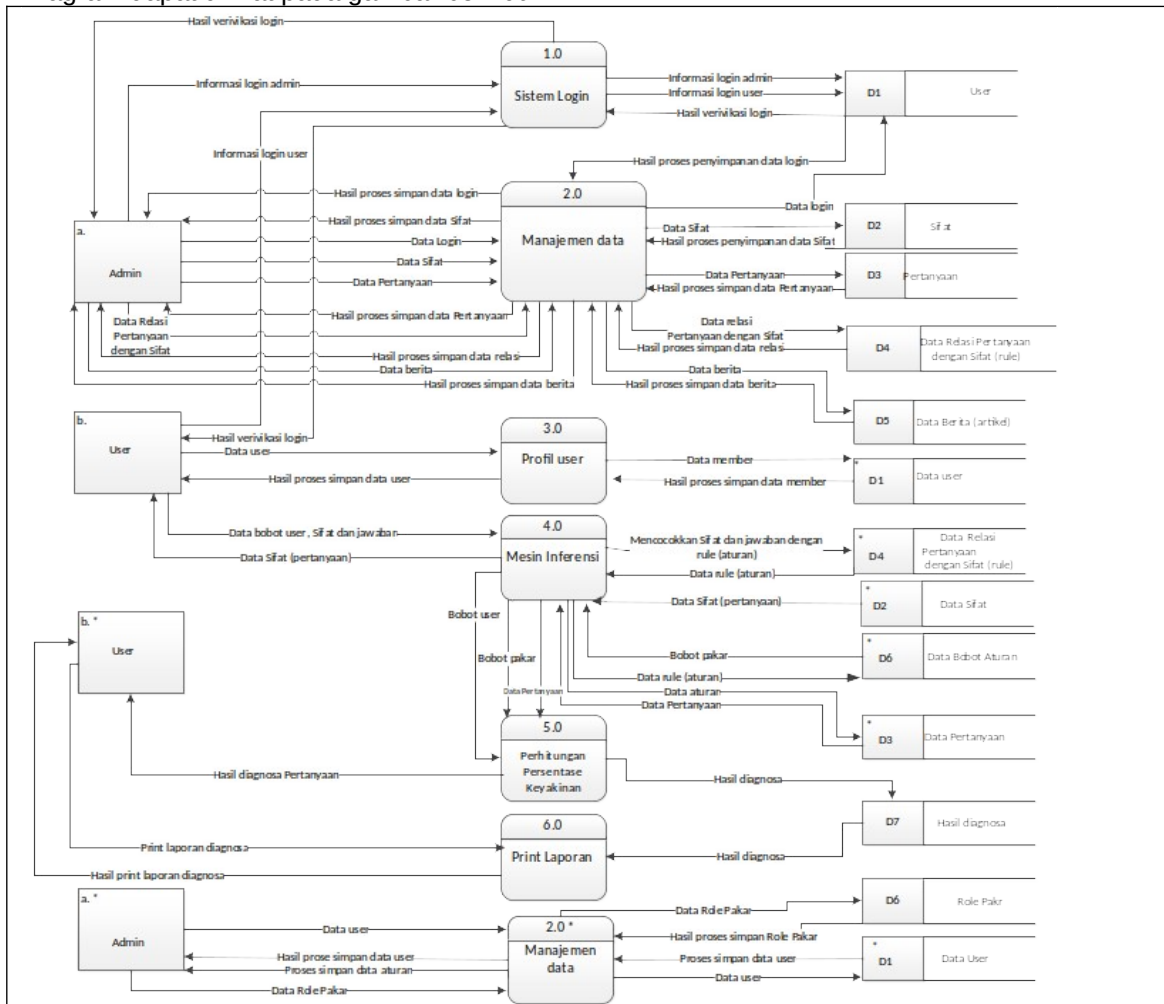 Hasil verivikasi login
1.0
Sistem Login
Informasi login admin
Informasi login admin
Informasi login user
Hasil verivikasi login
D1
User
Informasi login user
Hasil proses penyimpanan data login
2.0
Manajemen data
Hasil proses simpan data login
Data login
Hasil proses simpan data Sifat
Data Sifat
D2
Sifat
a.
Admin
Data Login
Hasil proses penyimpanan data Sifat
Data Sifat
Data Pertanyaan
Data Pertanyaan
Hasil proses simpan data Pertanyaan
D3
Pertanyaan
Hasil proses simpan data Pertanyaan
Data Relasi
Pertanyaan
dengan Sifat
Data relasi
Pertanyaan dengan Sifat
Hasil proses simpan data relasi
D4
Data Relasi Pertanyaan
dengan Sifat (rule)
Hasil proses simpan data relasi
Data berita
Hasil proses simpan data berita
Data berita
Hasil proses simpan data berita
D5
Data Berita (artikel)
b.
User
Hasil verivikasi login
Data user
Hasil proses simpan data user
3.0
Profil user
Data member
Hasil proses simpan data member
*
D1
Data user
Data bobot user, Sifat dan jawaban
Data Sifat (pertanyaan)
4.0
Mesin Inferensi
Mencocokkan Sifat dan jawaban dengan
rule (aturan)
Data rule (aturan)
*
D4
Data Relasi
Pertanyaan
dengan Sifat (rule)
Data Sifat (pertanyaan)
*
D2
Data Sifat
Bobot user
Bobot pakar
Data Pertanyaan
Bobot pakar
Data rule (aturan)
*
D6
Data Bobot Aturan
Data aturan
Data Pertanyaan
*
D3
Data Pertanyaan
b. *
User
5.0
Perhitungan
Persentase
Keyakinan
Hasil diagnosa Pertanyaan
Hasil diagnosa
D7
Hasil diagnosa
6.0
Print Laporan
Print laporan diagnosa
Hasil diagnosa
Hasil print laporan diagnosa
a. *
Admin
Data user
Hasil prose simpan data user
Proses simpan data aturan
Data Role Pakar
2.0 *
Manajemen
data
Data Role Pakar
D6
Role Pakr
Hasil proses simpan Role Pakar
Proses simpan data user
Data user
*
D1
Data User